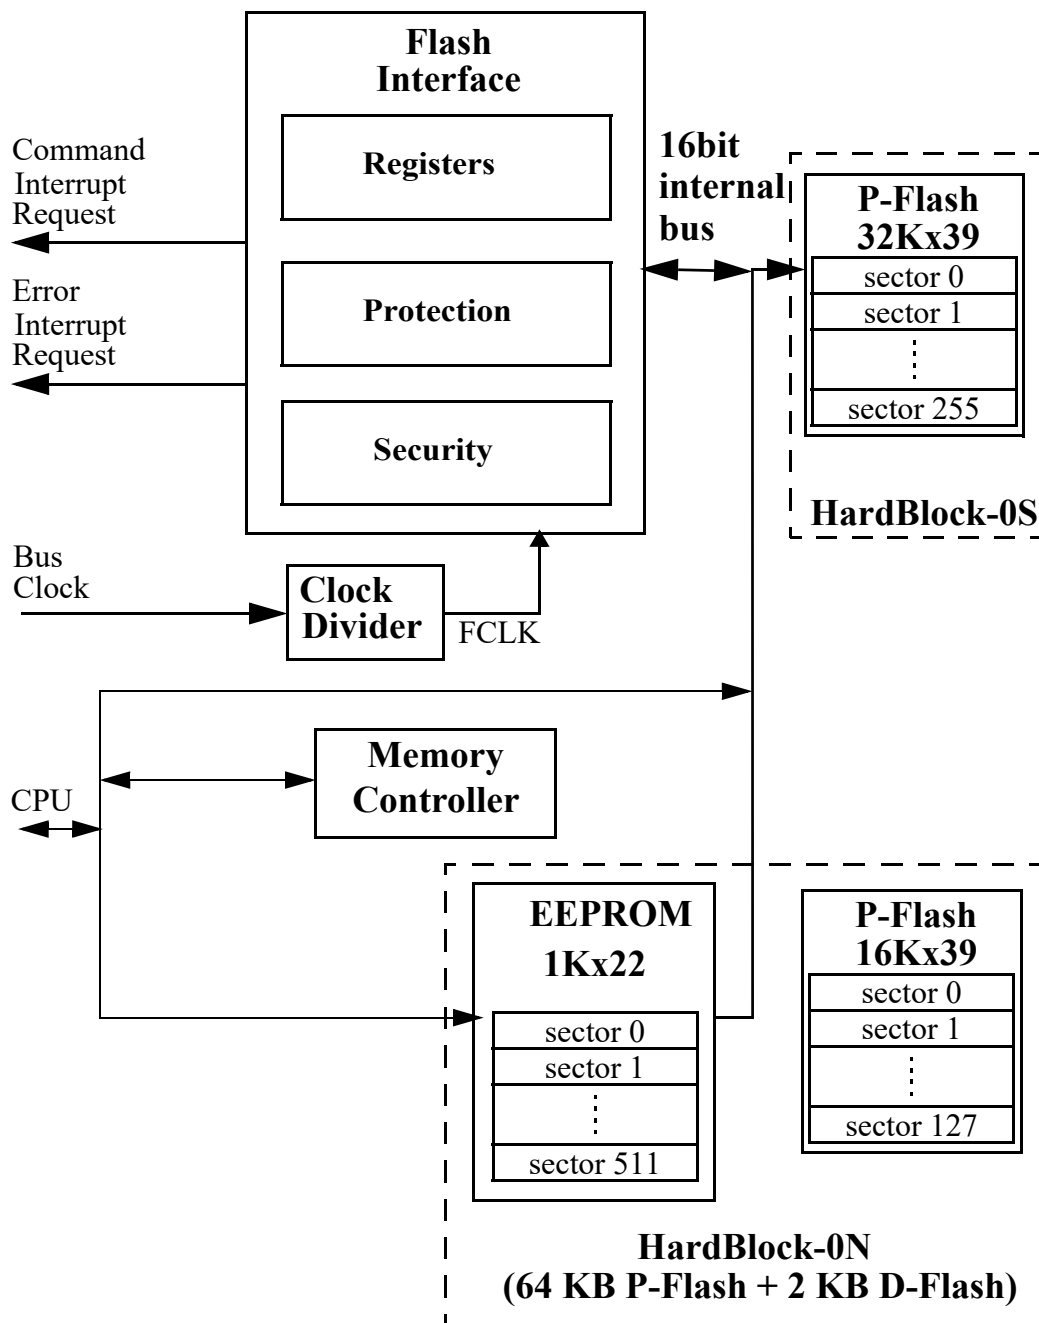 Flash
Interface
Registers
Protection
Security
Command
Interrupt
Request
Error
Interrupt
Request
16bit
internal
bus
P-Flash
32Kx39
sector 0
sector 1
sector 255
HardBlock-0S
Bus
Clock
Clock
Divider
FCLK
Memory
Controller
CPU
EEPROM
1Kx22
sector 0
sector 1
sector 511
P-Flash
16Kx39
sector 0
sector 1
sector 127
HardBlock-0N
(64 KB P-Flash + 2 KB D-Flash)